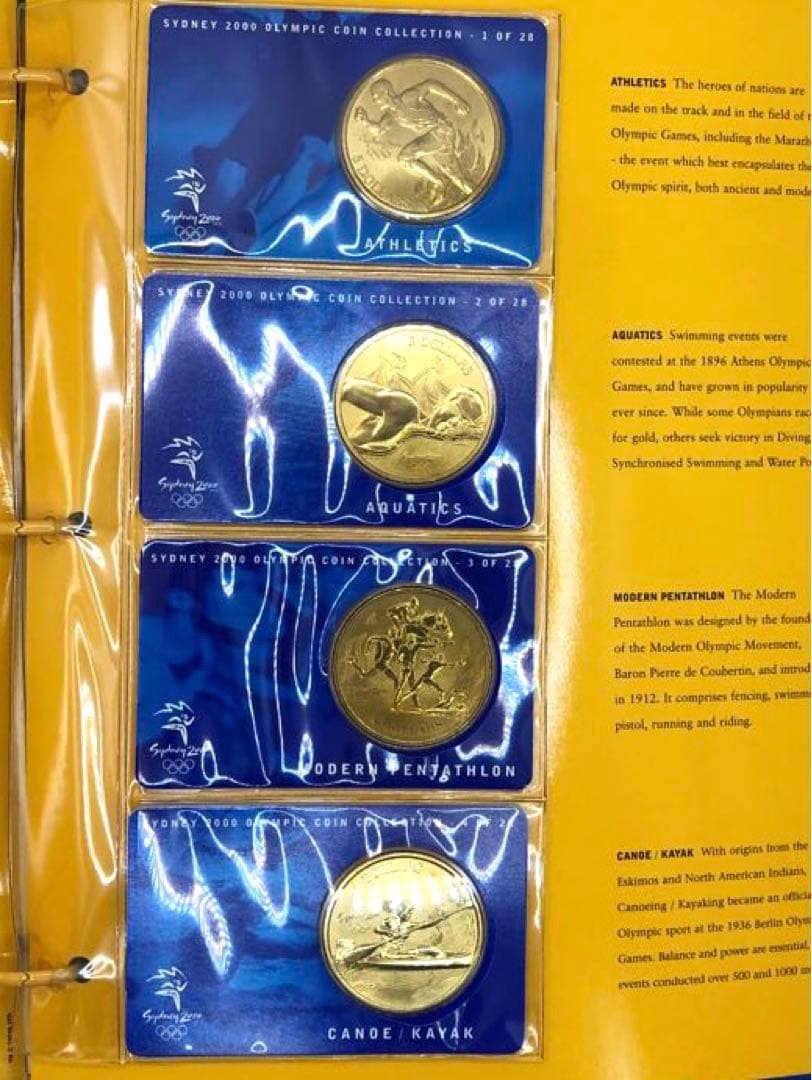 SYDNEY 2000 OLYMPIC COIN COLLECTION - 1 OF 28
5 DOLLARS
Sydney 2000
ATHLETICS
ATHLETICS The heroes of nations are
made on the track and in the field of
Olympic Games, including the Marath
- the event which best encapsulates the
Olympic spirit, both ancient and mode
SYDNEY 2000 OLYMPIC COIN COLLECTION - 2 OF 28
5 DOLLARS
Sydney 2000
AQUATICS
AQUATICS Swimming events were
contested at the 1896 Athens Olympic
Games, and have grown in popularity
ever since. While some Olympians rac
for gold, others seek victory in Diving
Synchronised Swimming and Water Po
SYDNEY 2000 OLYMPIC COIN COLLECTION - 3 OF 28
Sydney 2000
MODERN PENTATHLON
MODERN PENTATHLON The Modern
Pentathlon was designed by the found
of the Modern Olympic Movement,
Baron Pierre de Coubertin, and introd
in 1912. It comprises fencing, swimmi
pistol, running and riding.
SYDNEY 2000 OLYMPIC COIN COLLECTION - 4 OF 28
Sydney 2000
CANOE / KAYAK
CANOE / KAYAK With origins from the
Eskimos and North American Indians,
Canoeing / Kayaking became an officia
Olympic sport at the 1936 Berlin Olym
Games. Balance and power are essential,
events conducted over 500 and 1000 m